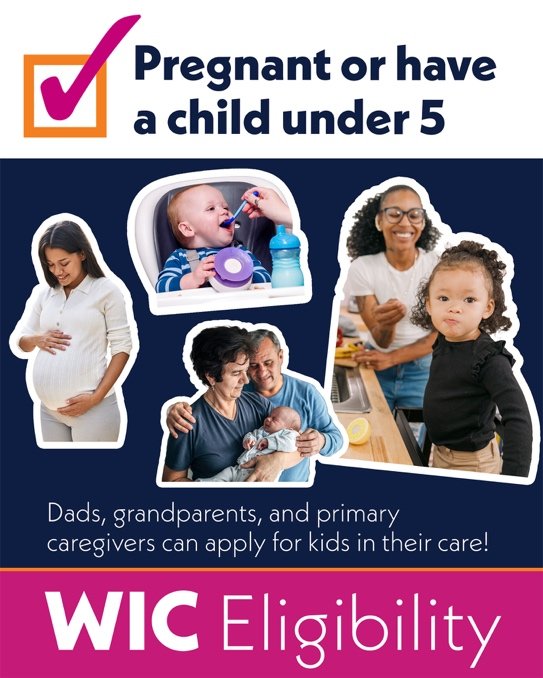 Pregnant or have
a child under 5
Dads, grandparents, and primary
caregivers can apply for kids in their care!
WIC Eligibility